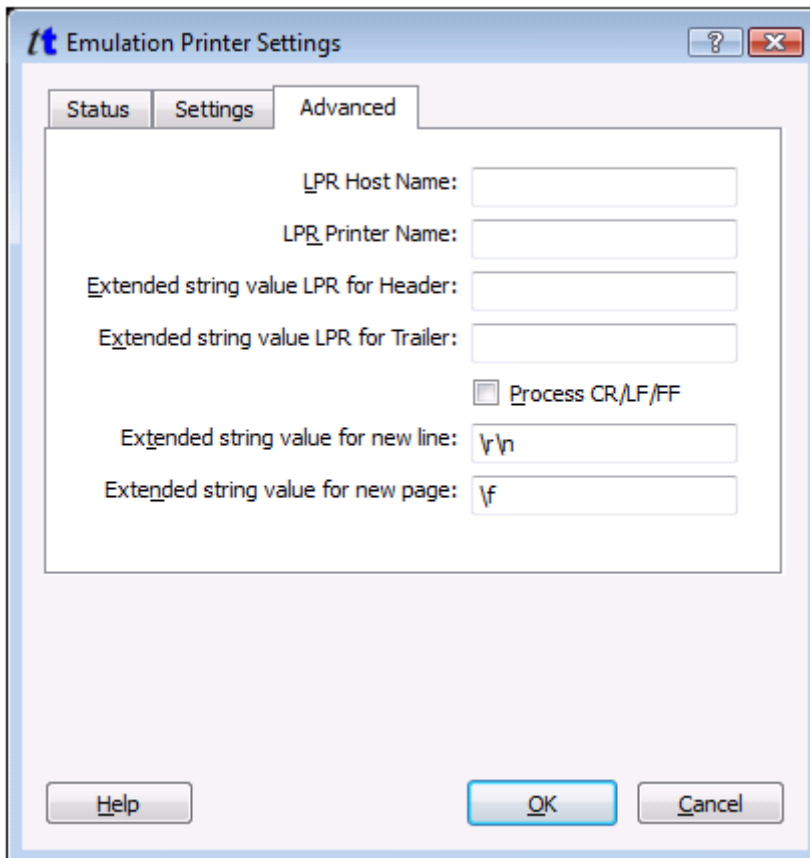 tt Emulation Printer Settings
Status Settings Advanced
LPR Host Name:
LPR Printer Name:
Extended string value LPR for Header:
Extended string value LPR for Trailer:
Process CR/LF/FF
Extended string value for new line: \r\n
Extended string value for new page: \f
Help OK Cancel